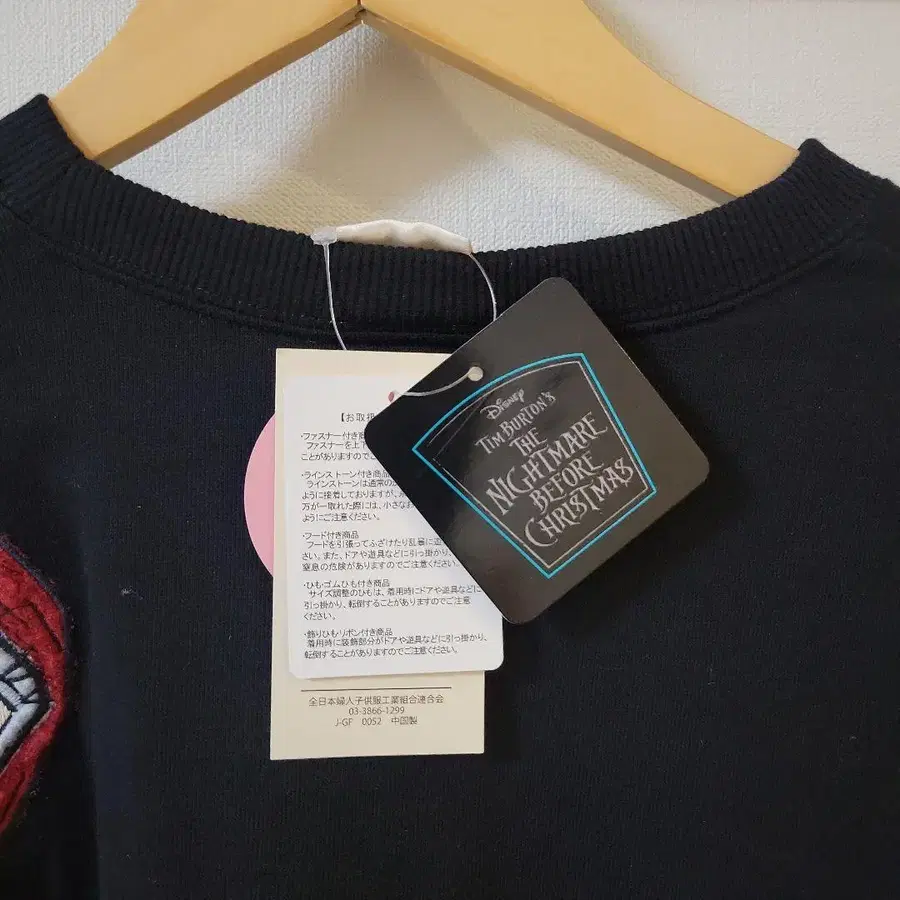 【お取扱
・ファスナー付き商
ファスナーを上下
ことがありますのでご
・ラインストーン付き商品
ラインストーンは通常の
ように接着しておりますが、
万が一取れた際には、小さなお
ようにご注意ください。
・フード付き商品
フードを引張ってふざけたり乱暴に
さい。また、ドアや遊具などに引っ掛かり、
窒息の危険がありますのでご注意ください。
・ひも・ゴムひも付き商品
サイズ調整のひもは、着用時にドアや遊具などに
引っ掛かり、転倒することがありますのでご注意
ください。
・飾りひも・リボン付き商品
着用時に装飾部分がドアや遊具などに引っ掛かり、
転倒することがありますのでご注意ください。
全日本婦人子供服工業組合連合会
03-3866-1299
J-GF 0052 中国製
Disney
TIM BURTON'S
THE
NIGHTMARE
BEFORE
CHRISTMAS